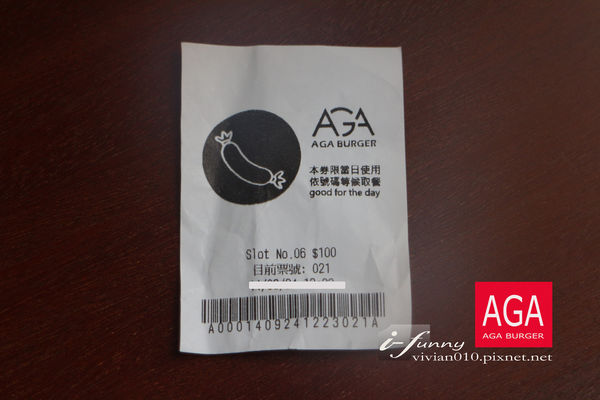 AGA
AGA BURGER
本券限當日使用
依號碼等候取餐
good for the day
Slot No.06 $100
目前票號: 021
A0001409241223021A
AGA
AGA BURGER
i-funny
vivian010.pixnet.net